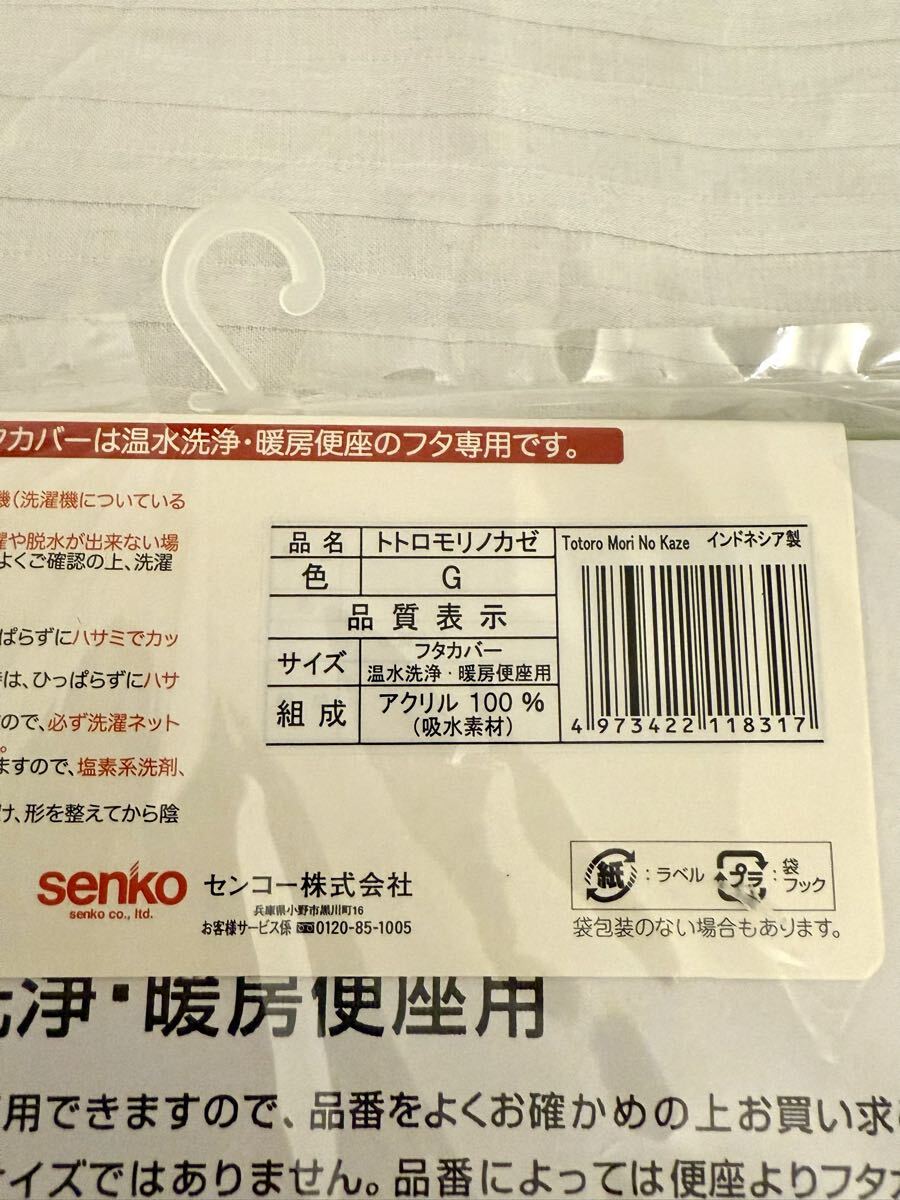 タカバーは温水洗浄・暖房便座のフタ専用です。
機(洗濯機についている
濯や脱水が出来ない場
よくご確認の上、洗濯
ぱらずにハサミでカッ
は、ひっぱらずにハサ
ので、必ず洗濯ネット
。
ますので、塩素系洗剤、
け、形を整えてから陰
品名 トトロモリノカゼ
色 G
品質表示
サイズ フタカバー
温水洗浄・暖房便座用
組成 アクリル 100 %
(吸水素材)
Totoro Mori No Kaze インドネシア製
4 973422 118317
senko
senko co., ltd.
センコー株式会社
兵庫県小野市黒川町16
お客様サービス係 0120-85-1005
紙 : ラベル プラ : 袋
フック
袋包装のない場合もあります。
洗浄・暖房便座用
用できますので、品番をよくお確かめの上お買い求
サイズではありません。品番によっては便座よりフタカ